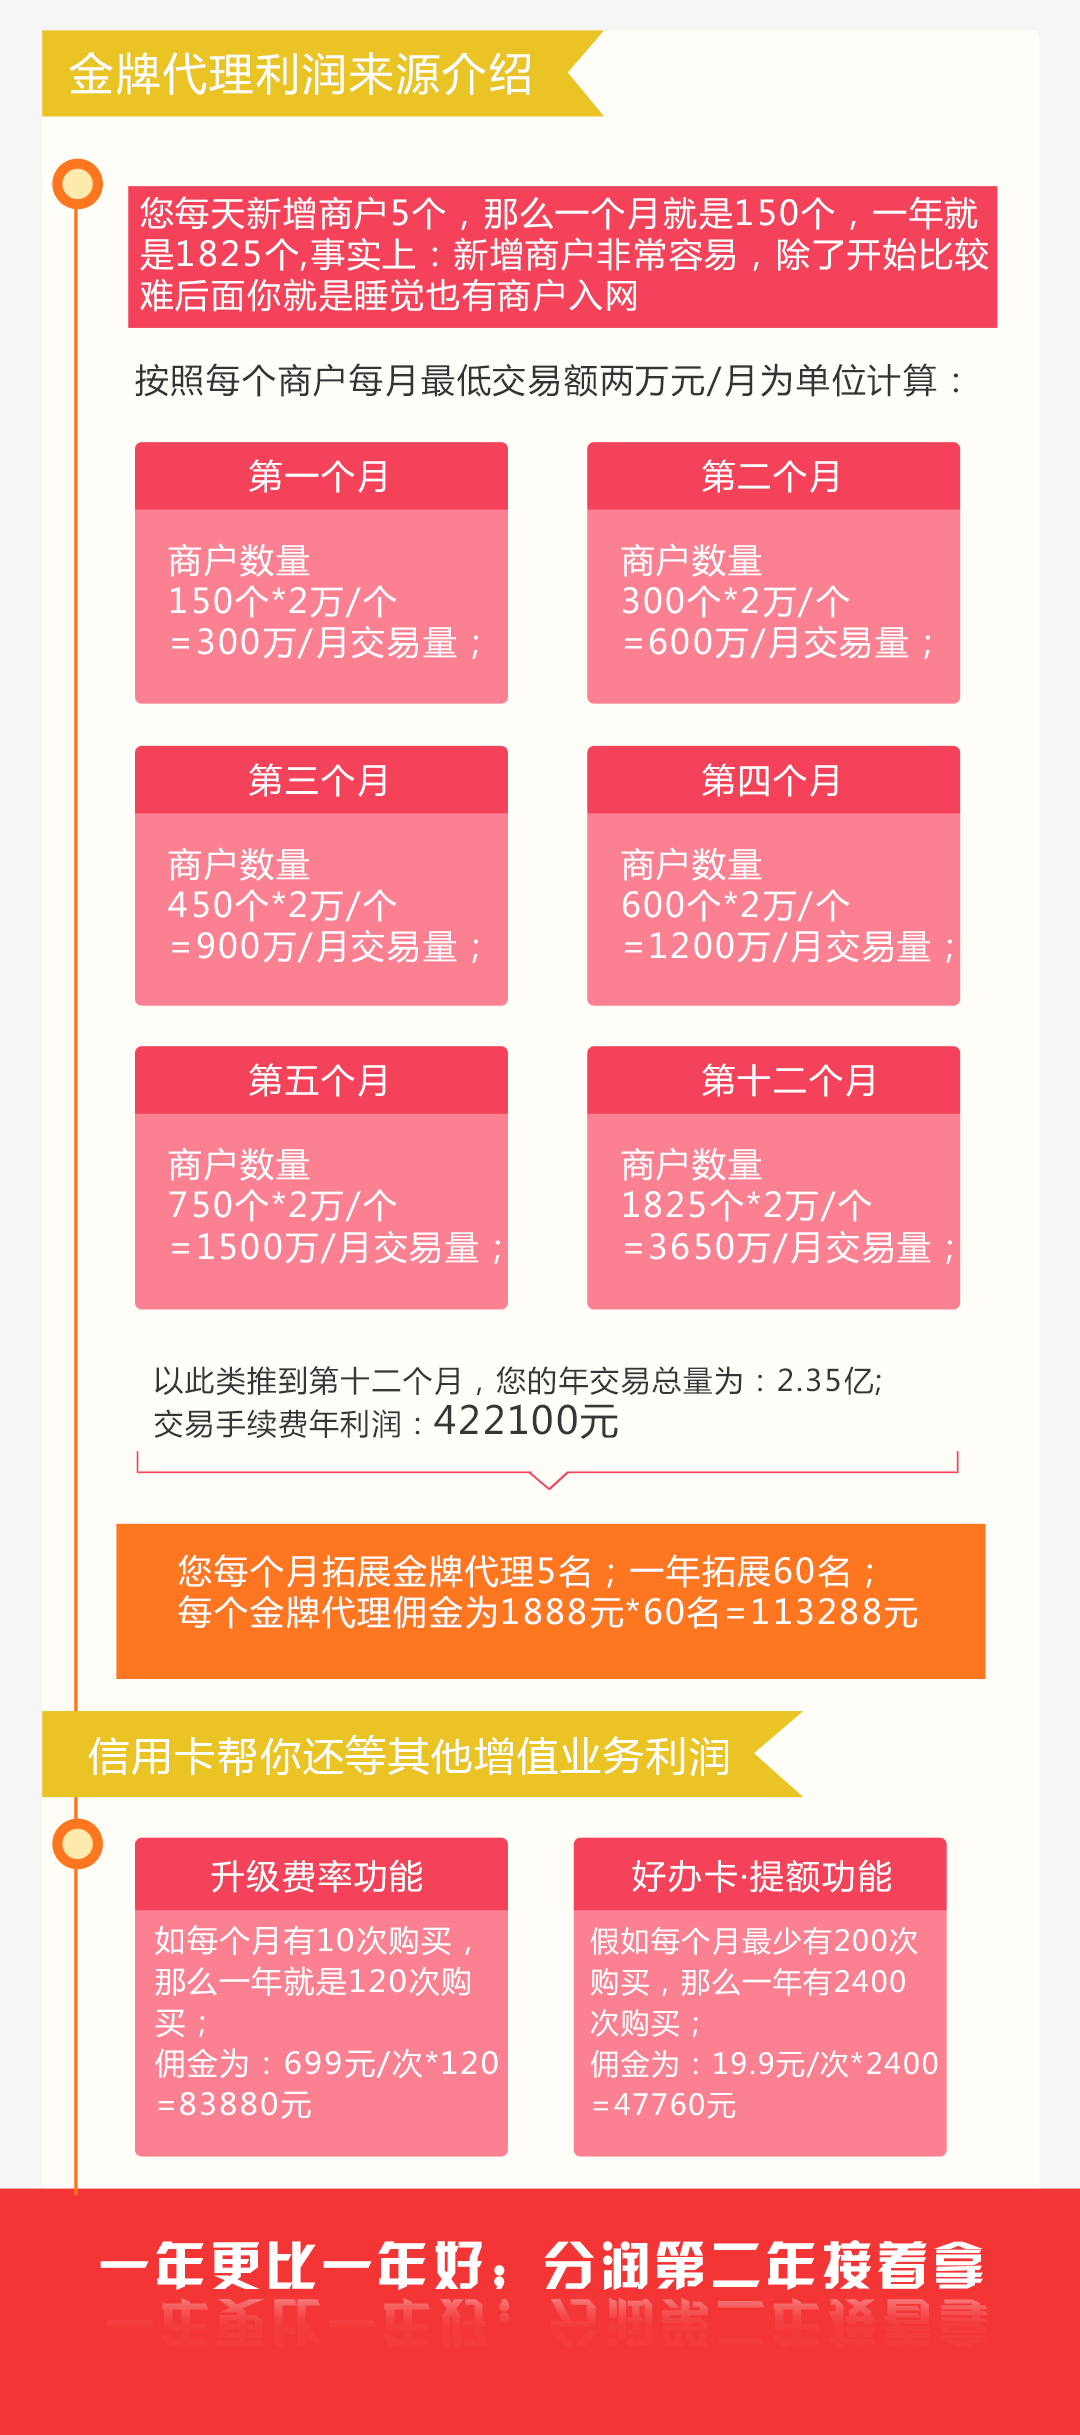 金牌代理利润来源介绍
您每天新增商户5个，那么一个月就是150个，一年就
是1825个,事实上：新增商户非常容易，除了开始比较
难后面你就是睡觉也有商户入网
按照每个商户每月最低交易额两万元/月为单位计算：
第一个月
商户数量
150个*2万/个
=300万/月交易量；
第二个月
商户数量
300个*2万/个
=600万/月交易量；
第三个月
商户数量
450个*2万/个
=900万/月交易量；
第四个月
商户数量
600个*2万/个
=1200万/月交易量；
第五个月
商户数量
750个*2万/个
=1500万/月交易量；
第十二个月
商户数量
1825个*2万/个
=3650万/月交易量；
以此类推到第十二个月，您的年交易总量为：2.35亿;
交易手续费年利润：422100元
您每个月拓展金牌代理5名；一年拓展60名；
每个金牌代理佣金为1888元*60名=113288元
信用卡帮你还等其他增值业务利润
升级费率功能
如每个月有10次购买，
那么一年就是120次购
买；
佣金为：699元/次*120
=83880元
好办卡·提额功能
假如每个月最少有200次
购买，那么一年有2400
次购买；
佣金为：19.9元/次*2400
=47760元
一年更比一年好；分润第二年接着拿